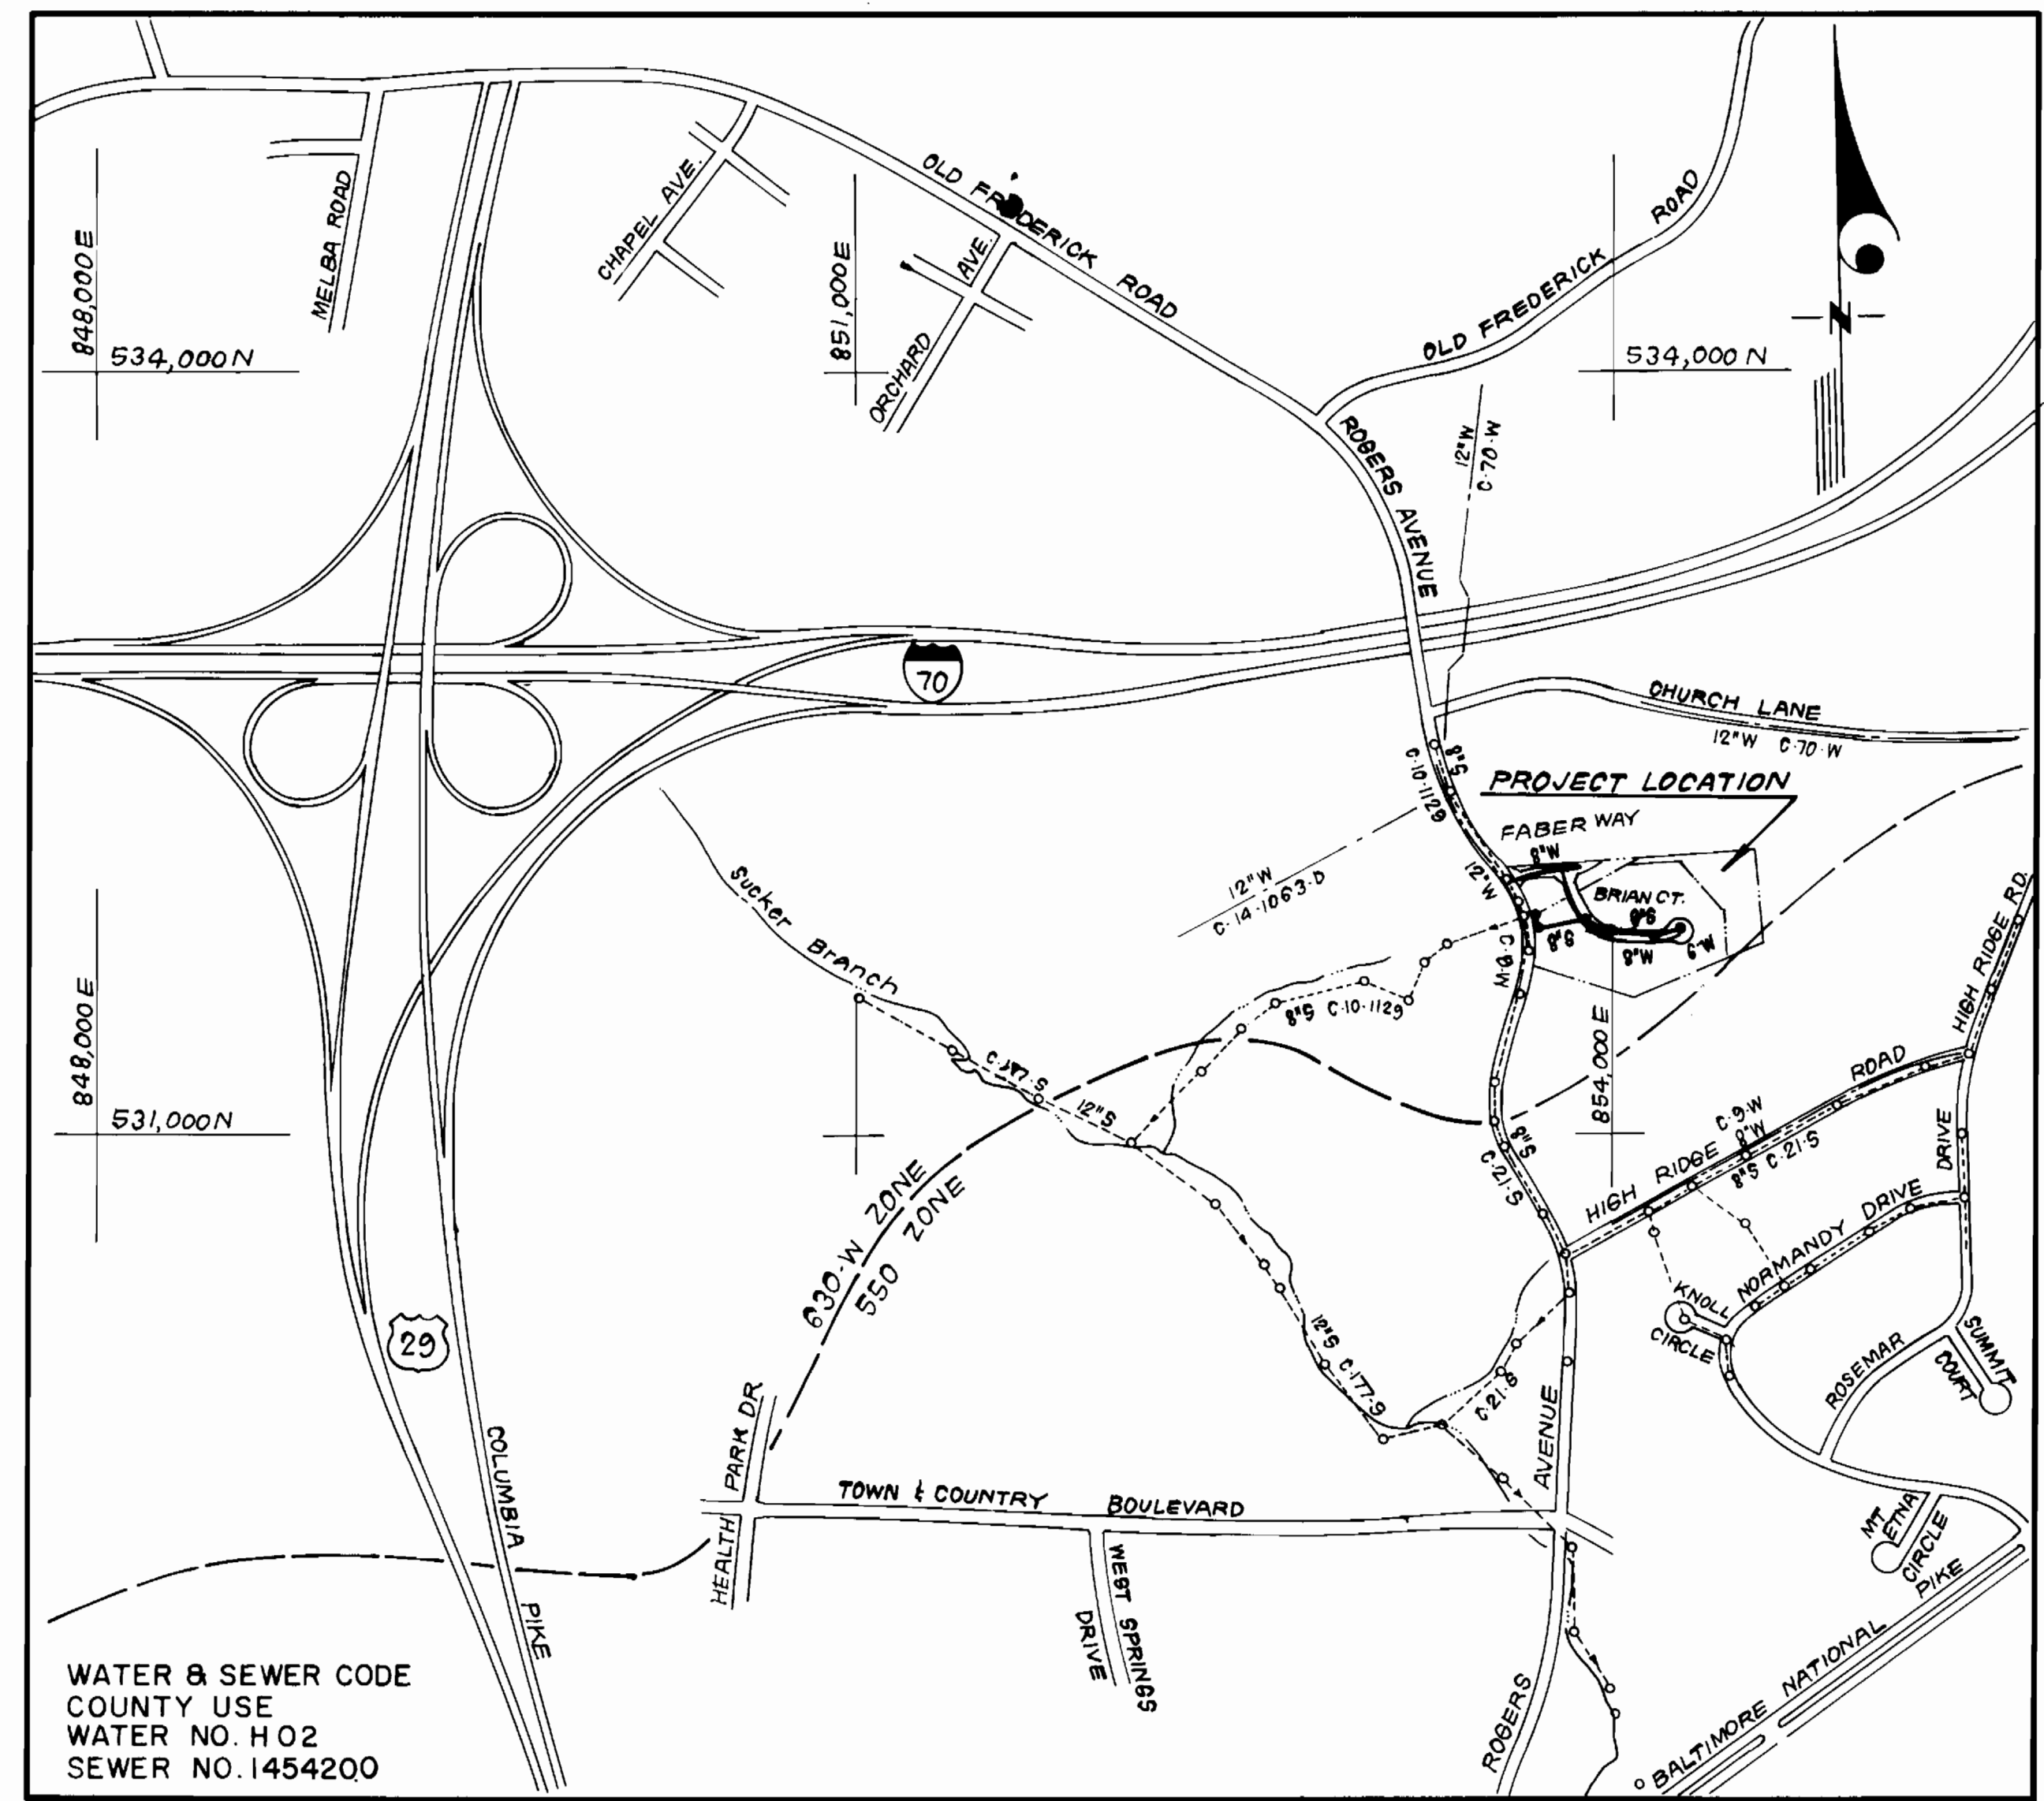 MELBA ROAD
CHAPEL AVE.
OLD FREDERICK ROAD
ORCHARD AVE.
OLD FREDERICK ROAD
848,000E
534,000N
851,000E
534,000N
N
ROGERS AVENUE
12"W
C-70-W
70
CHURCH LANE
12"W C-70-W
8"S
C-10-1129
PROJECT LOCATION
FABER WAY
8"W
12"W
BRIAN CT.
8"S
8"S
8"W
C-8-W
12"W
C-14-1063-D
Sucker Branch
8"S C-10-1129
C-177-S
12"S
848,000E
531,000N
854,000E
HIGH RIDGE RD.
8"S
C-21-S
HIGH RIDGE ROAD
C-9-W
8"W
8"S C-21-S
DRIVE
NORMANDY DRIVE
KNOLL
CIRCLE
630-W ZONE
550 ZONE
29
12"S C-177-S
C-21-S
ROSEMAR
SUMMIT
COURT
COLUMBIA PIKE
HEALTH PARK DR.
TOWN & COUNTRY BOULEVARD
WEST SPRINGS
DRIVE
ROGERS AVENUE
MT. ETNA
CIRCLE
BALTIMORE NATIONAL PIKE
WATER & SEWER CODE
COUNTY USE
WATER NO. H02
SEWER NO. 1454200